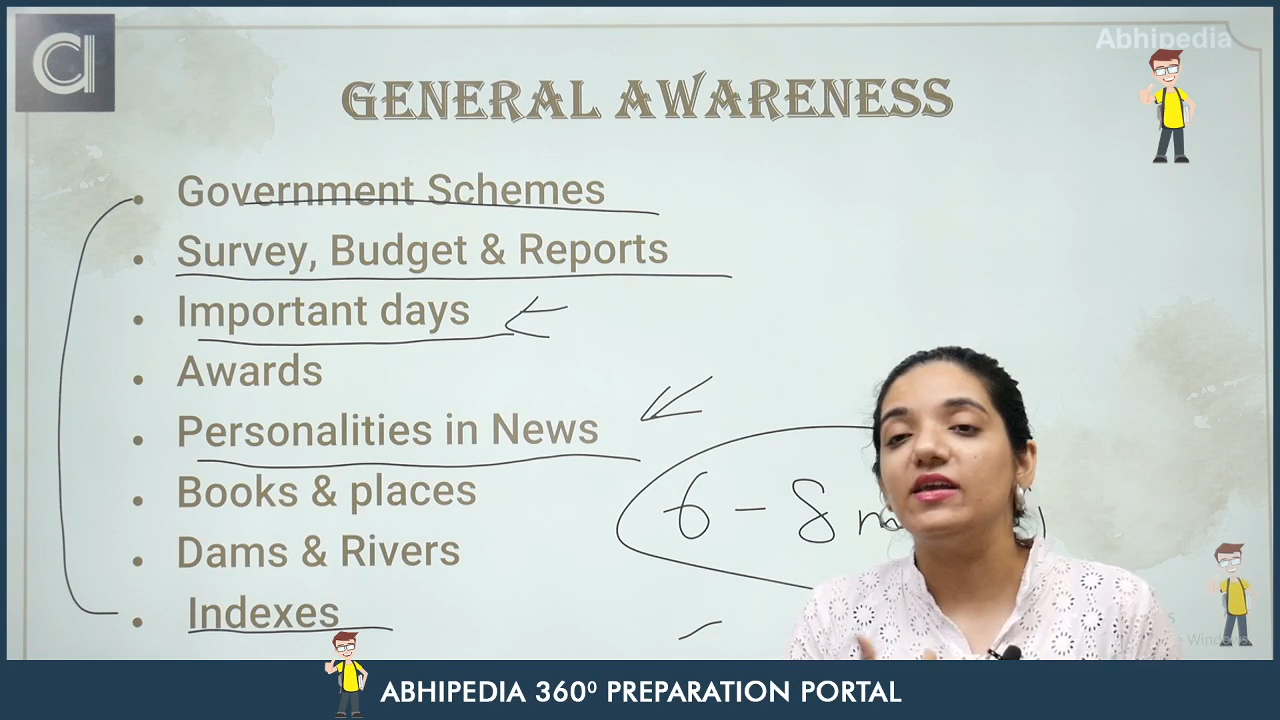 Abhipedia
GENERAL AWARENESS
• Government Schemes
• Survey, Budget & Reports
• Important days
• Awards
• Personalities in News
• Books & places
• Dams & Rivers
• Indexes
6 - 8 m
ABHIPEDIA 360⁰ PREPARATION PORTAL